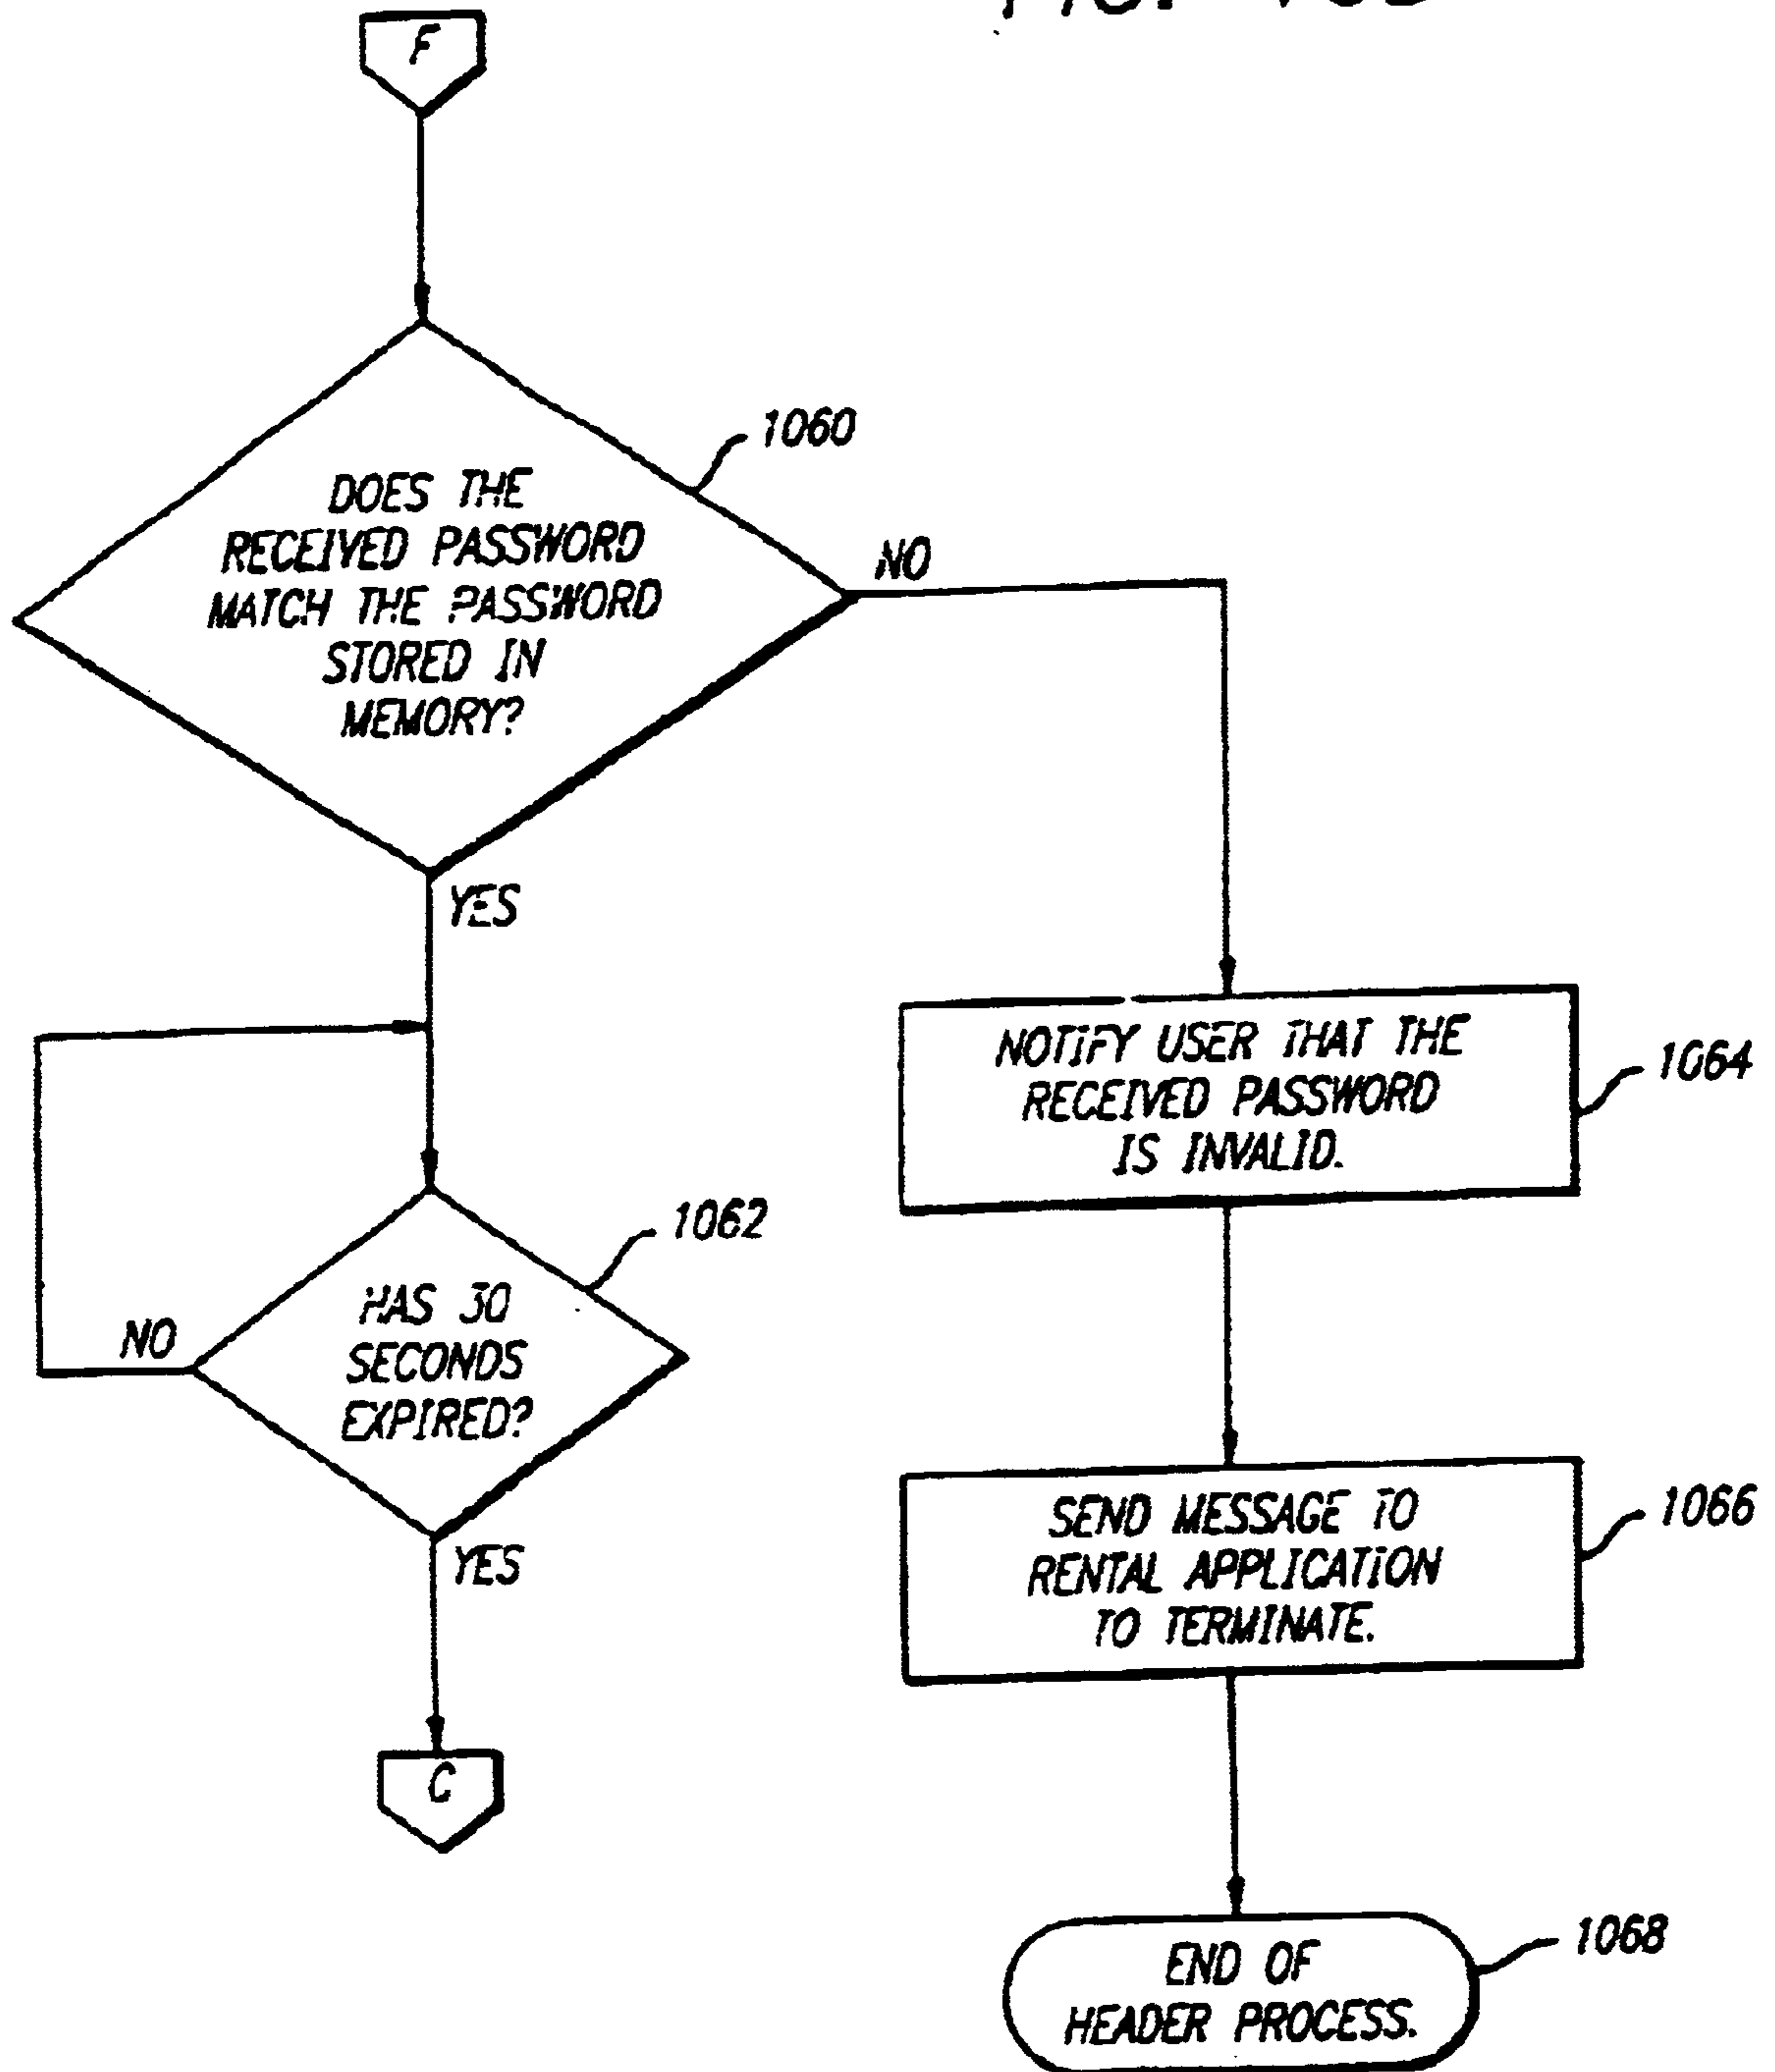 F
1060
DOES THE
RECEIVED PASSWORD
MATCH THE PASSWORD
STORED IN
MEMORY?
NO
YES
NOTIFY USER THAT THE
RECEIVED PASSWORD
IS INVALID.
1064
1062
HAS 30
SECONDS
EXPIRED?
NO
YES
SEND MESSAGE TO
RENTAL APPLICATION
TO TERMINATE.
1066
C
END OF
HEADER PROCESS.
1068